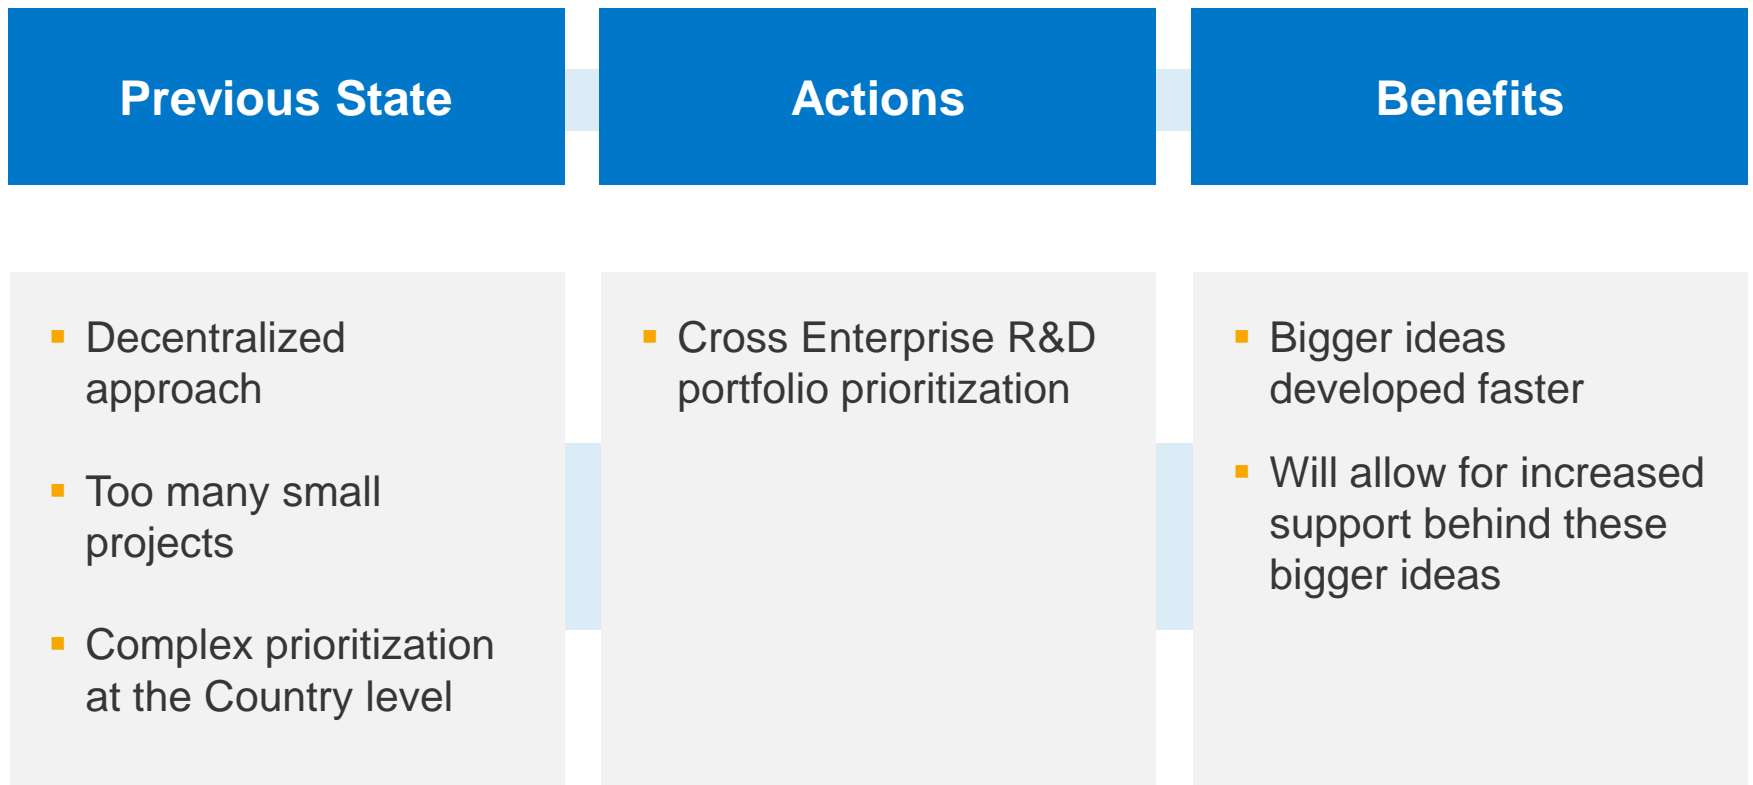 Previous State
Actions
Benefits
Decentralized
approach
Too many small
projects
Complex prioritization
at the Country level
Cross Enterprise R&D
portfolio prioritization
Bigger ideas
developed faster
Will allow for increased
support behind these
bigger ideas